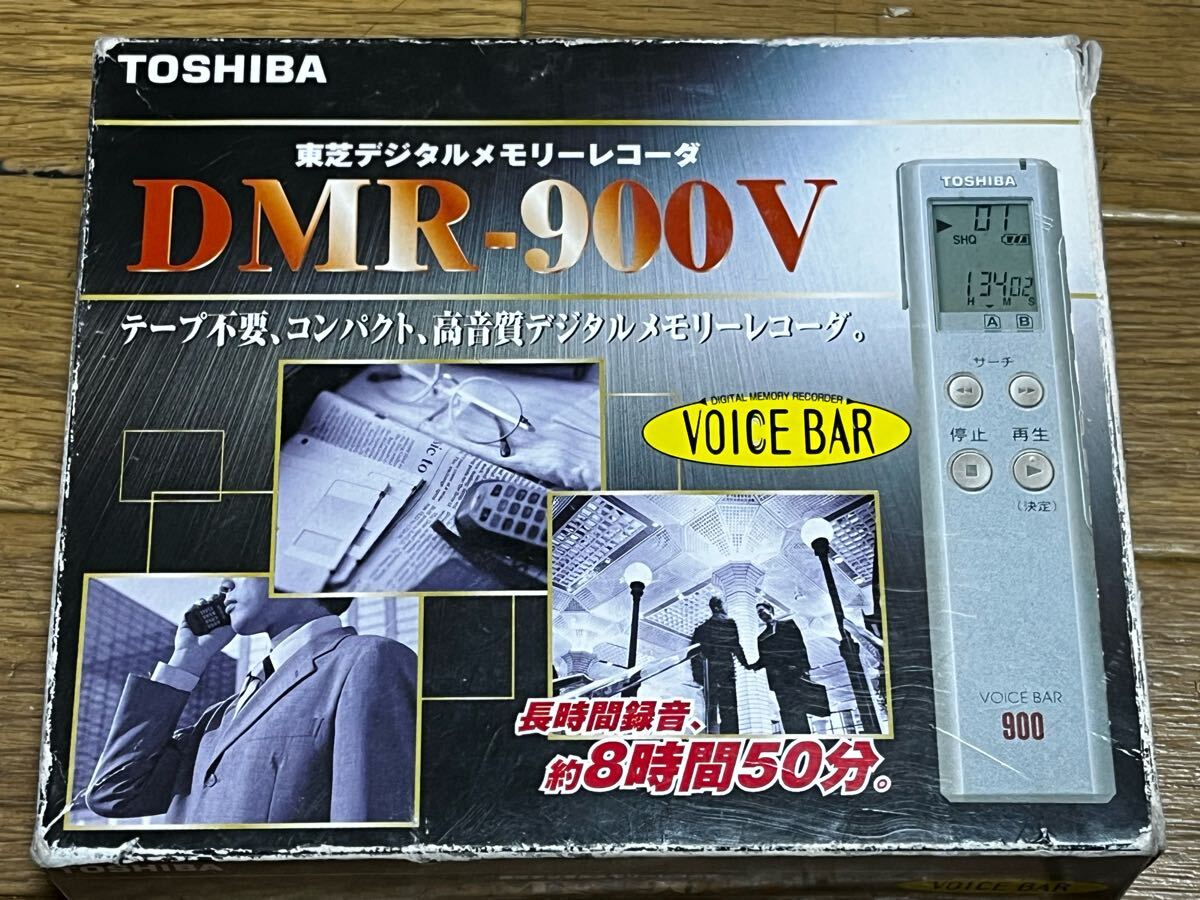 TOSHIBA
東芝デジタルメモリーレコーダ
DMR-900V
テープ不要、コンパクト、高音質デジタルメモリーレコーダ。
DIGITAL MEMORY RECORDER
VOICE BAR
TOSHIBA
01
SHQ
13402
H M S
A B
サーチ
停止 再生
(決定)
VOICE BAR
900
sic to
長時間録音、
約8時間50分。
TOSHIBA
VOICE BAR